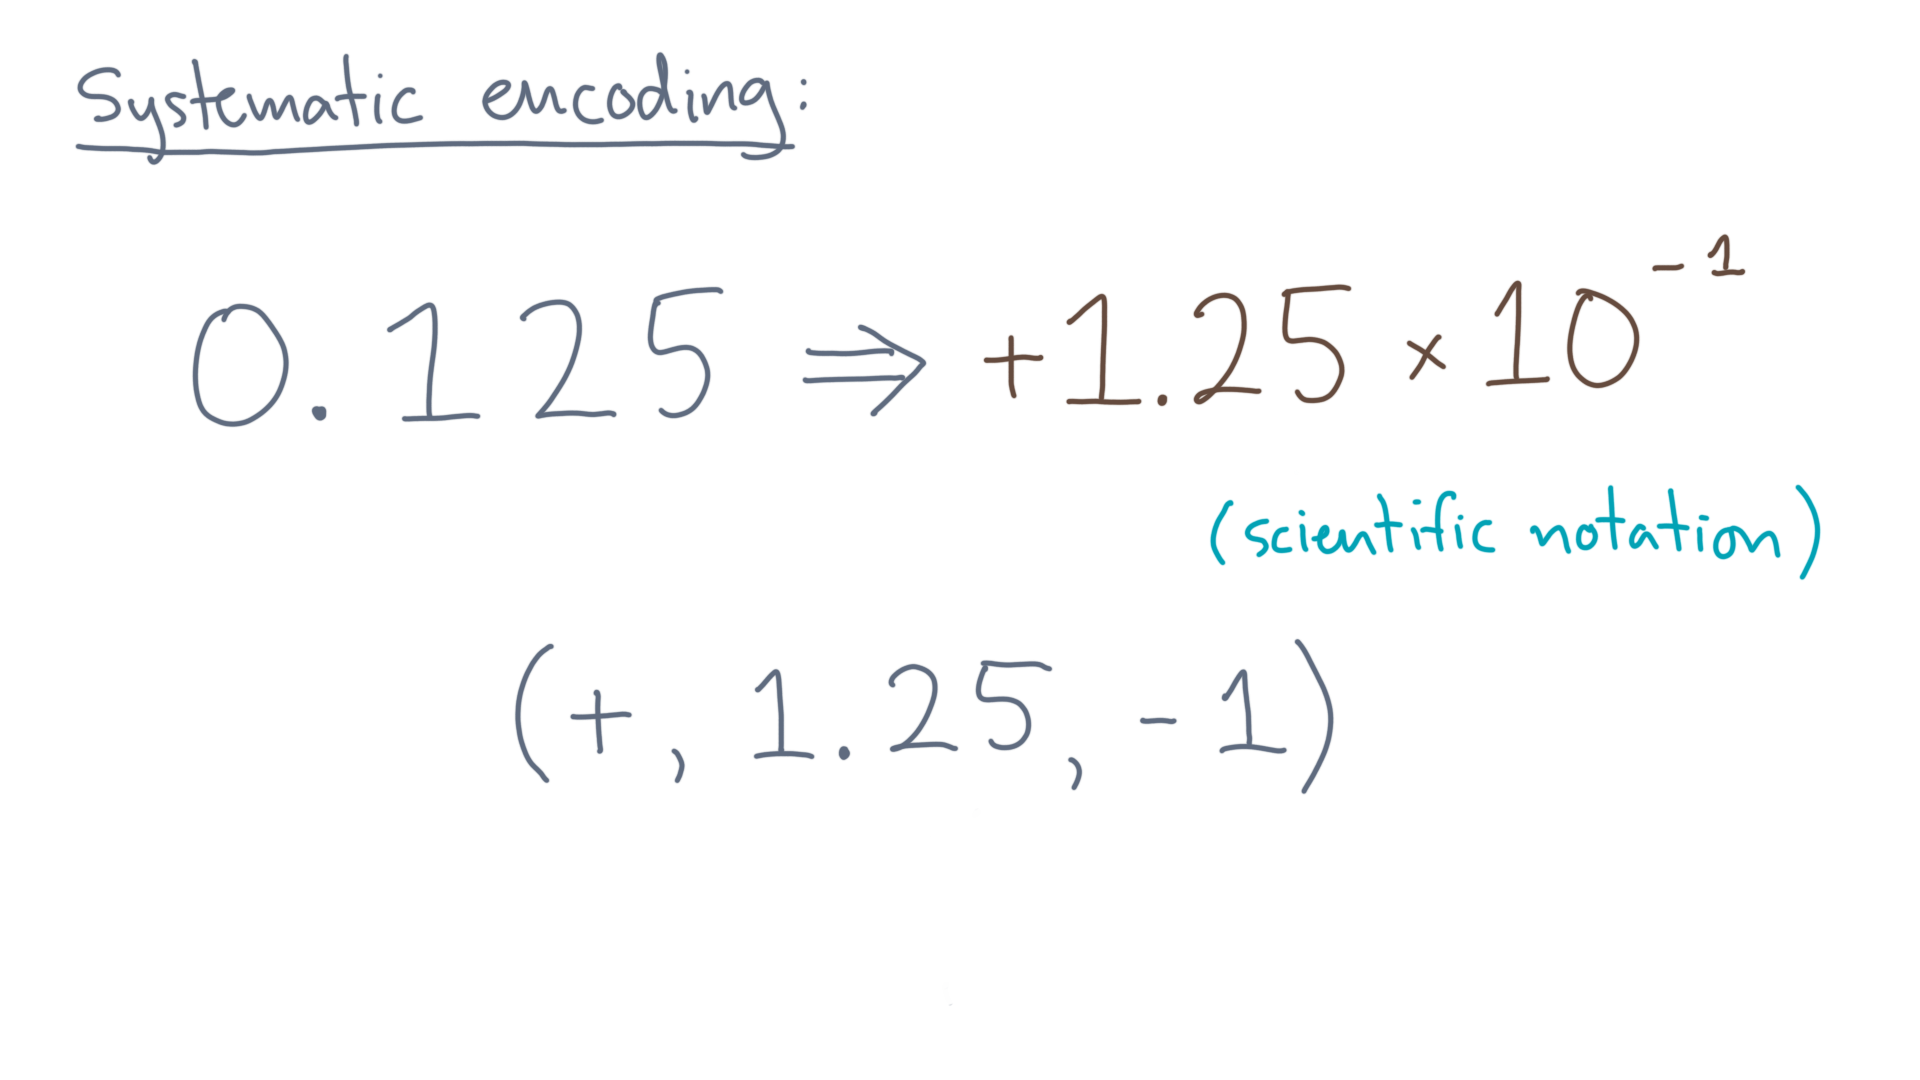 Systematic encoding:
0.125 ⇒ +1.25 × 10⁻¹
(scientific notation)
(+, 1.25, -1)